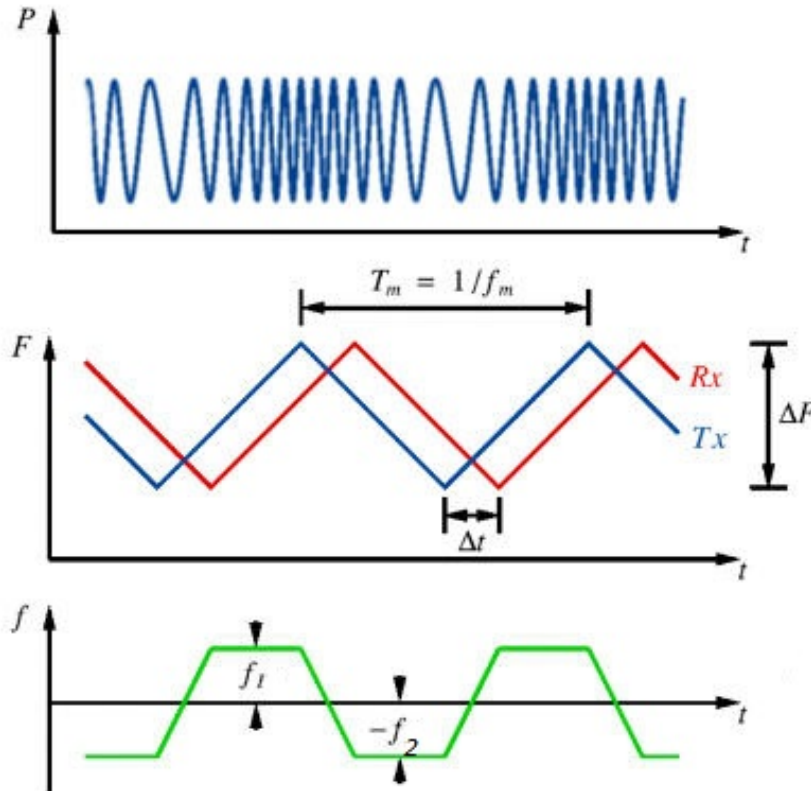 P
t
T_m = 1/f_m
F
Rx
ΔF
Tx
Δt
t
f
f_1
t
-f_2